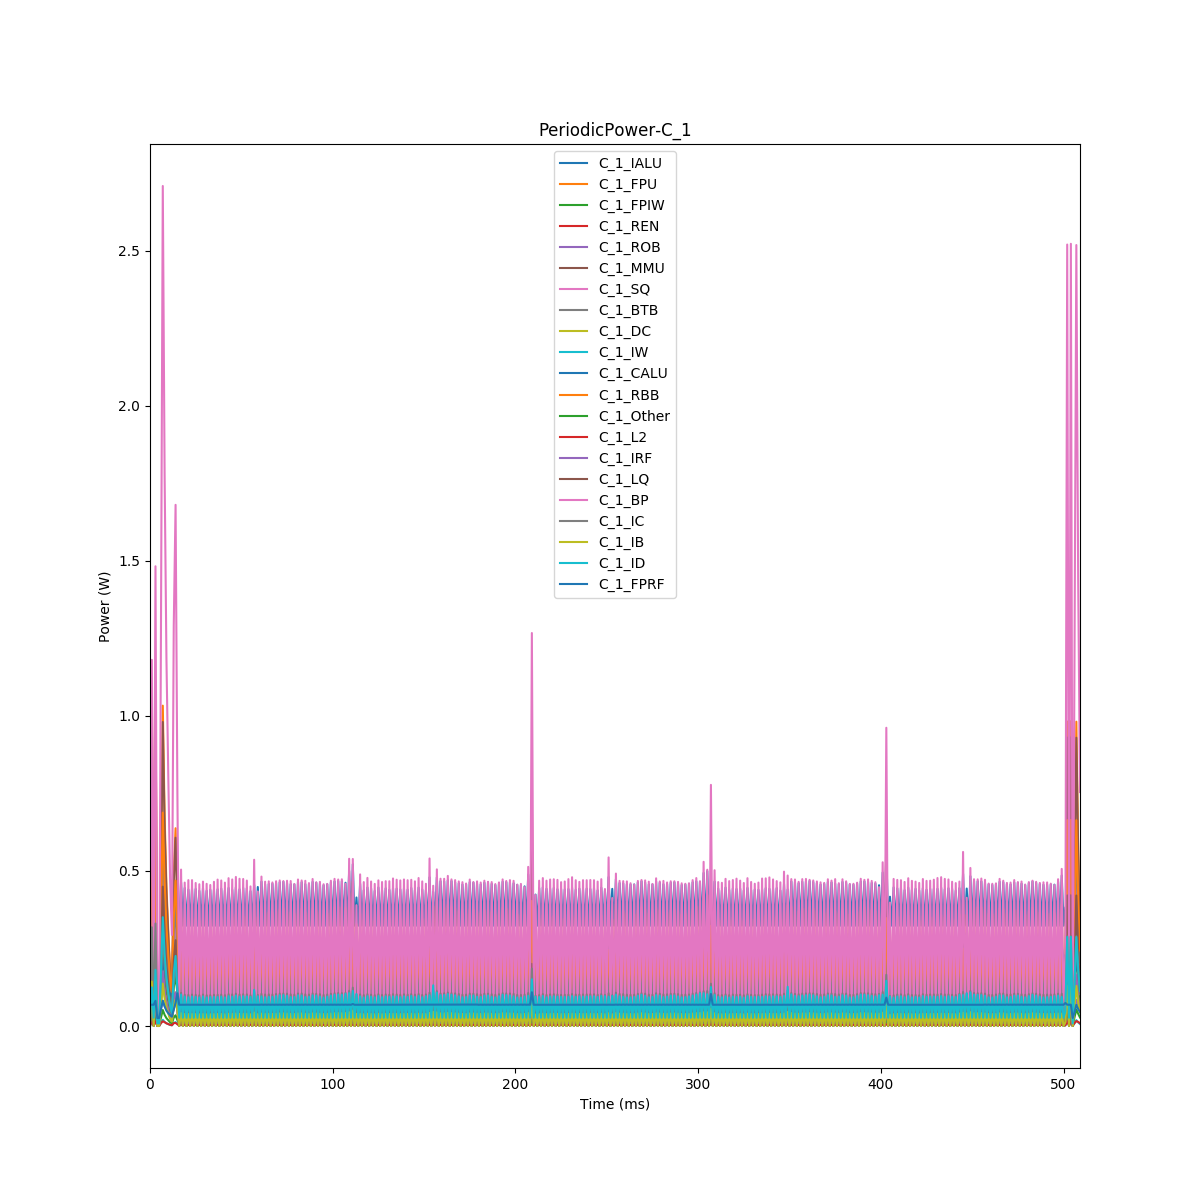 PeriodicPower-C_1
C_1_IALU
C_1_FPU
C_1_FPIW
C_1_REN
C_1_ROB
C_1_MMU
C_1_SQ
C_1_BTB
C_1_DC
C_1_IW
C_1_CALU
C_1_RBB
C_1_Other
C_1_L2
C_1_IRF
C_1_LQ
C_1_BP
C_1_IC
C_1_IB
C_1_ID
C_1_FPRF
Power (W)
2.5
2.0
1.5
1.0
0.5
0.0
0 100 200 300 400 500
Time (ms)